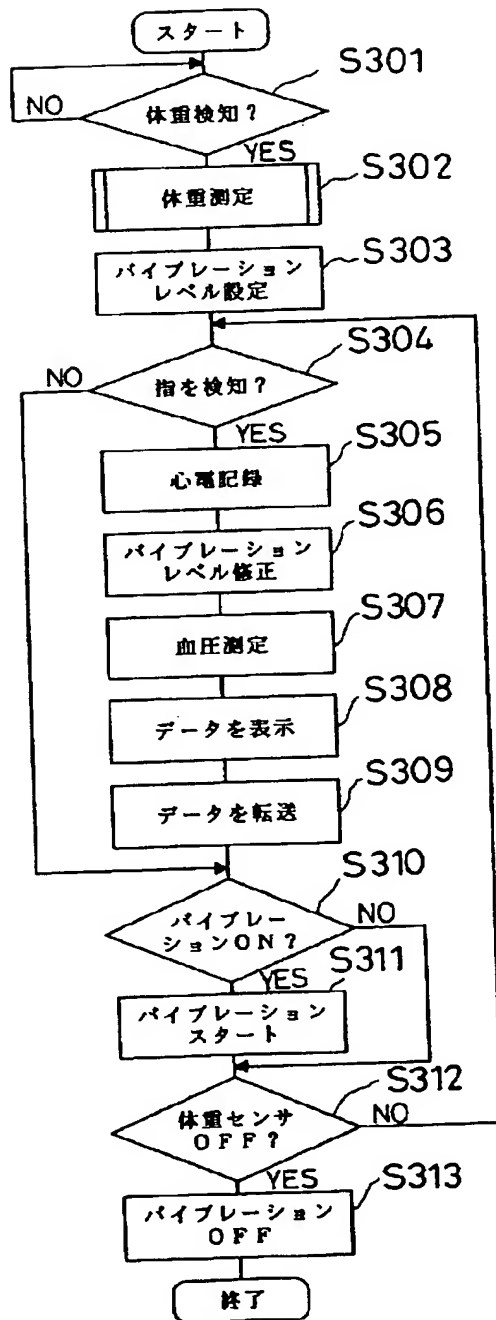 スタート
S301
体重検知?
NO
YES
S302
体重測定
S303
バイブレーション
レベル設定
S304
指を検知?
NO
YES
S305
心電記録
S306
バイブレーション
レベル修正
S307
血圧測定
S308
データを表示
S309
データを転送
S310
バイブレー
ションON?
NO
YES
S311
バイブレーション
スタート
S312
体重センサ
OFF?
NO
YES
S313
バイブレーション
OFF
終了